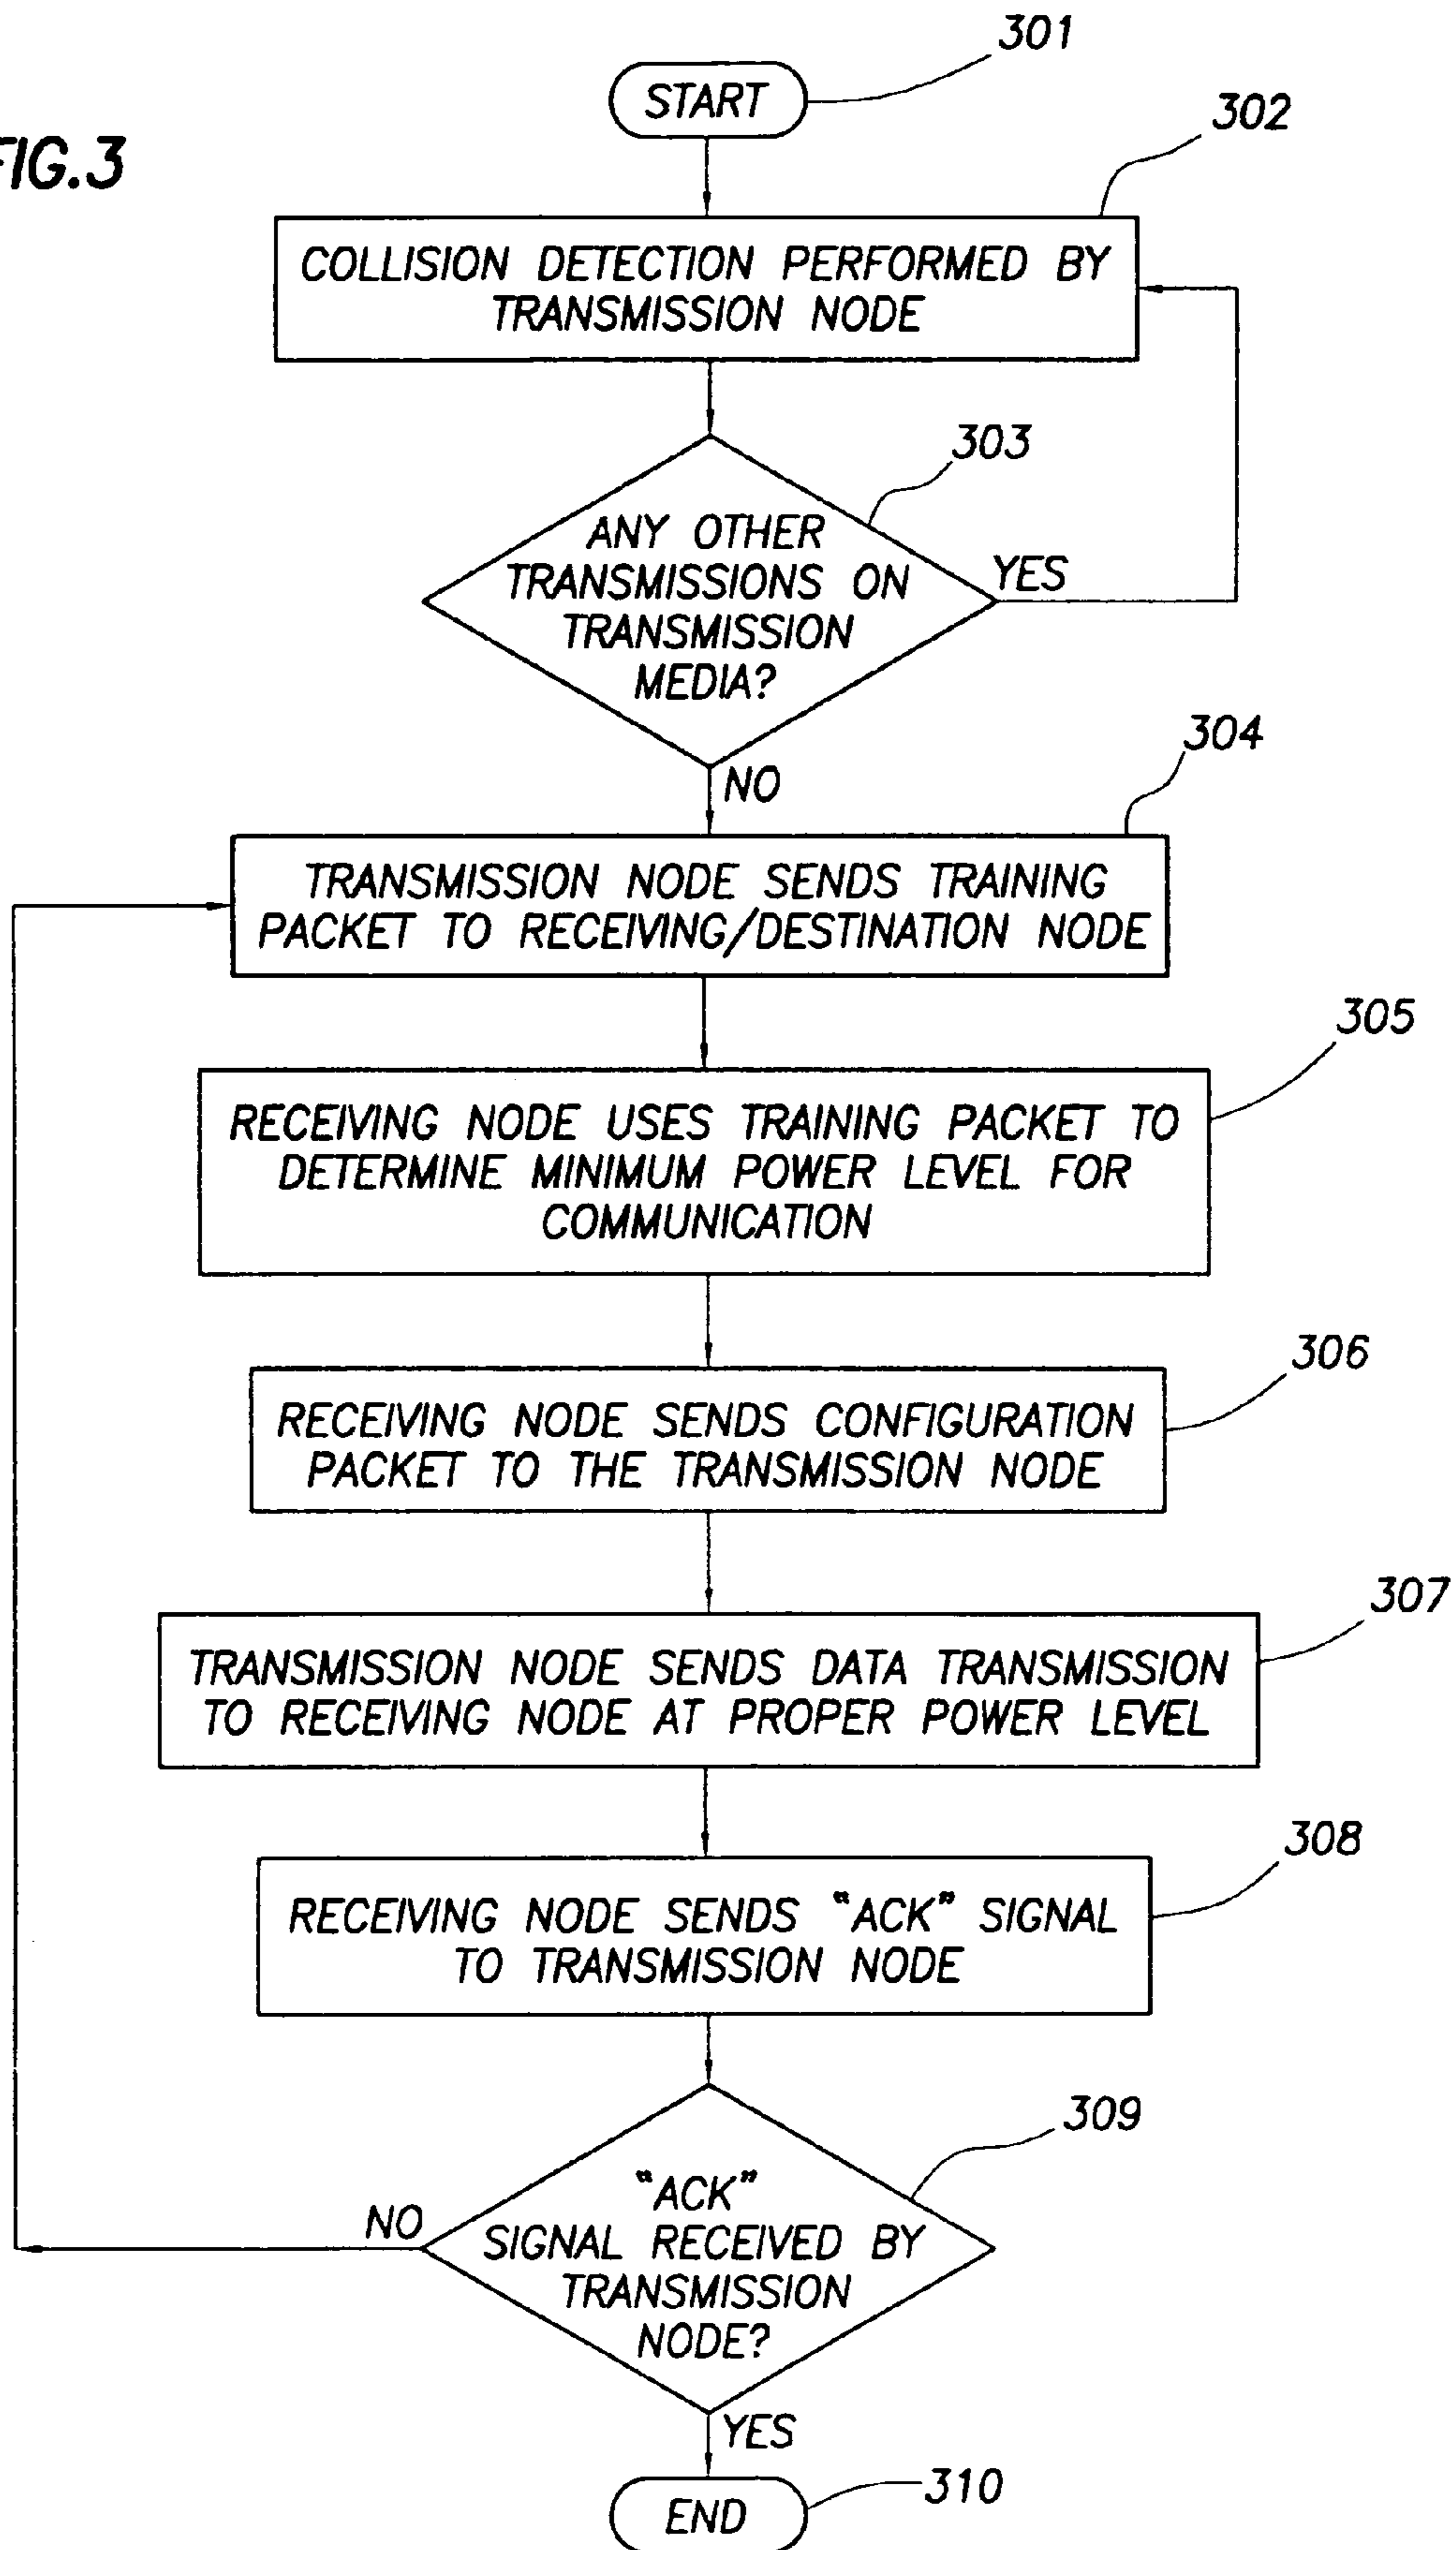 301
START
FIG.3
302
COLLISION DETECTION PERFORMED BY
TRANSMISSION NODE
303
ANY OTHER
TRANSMISSIONS ON
TRANSMISSION
MEDIA?
YES
NO
304
TRANSMISSION NODE SENDS TRAINING
PACKET TO RECEIVING/DESTINATION NODE
305
RECEIVING NODE USES TRAINING PACKET TO
DETERMINE MINIMUM POWER LEVEL FOR
COMMUNICATION
306
RECEIVING NODE SENDS CONFIGURATION
PACKET TO THE TRANSMISSION NODE
307
TRANSMISSION NODE SENDS DATA TRANSMISSION
TO RECEIVING NODE AT PROPER POWER LEVEL
308
RECEIVING NODE SENDS "ACK" SIGNAL
TO TRANSMISSION NODE
309
"ACK"
SIGNAL RECEIVED BY
TRANSMISSION
NODE?
NO
YES
310
END